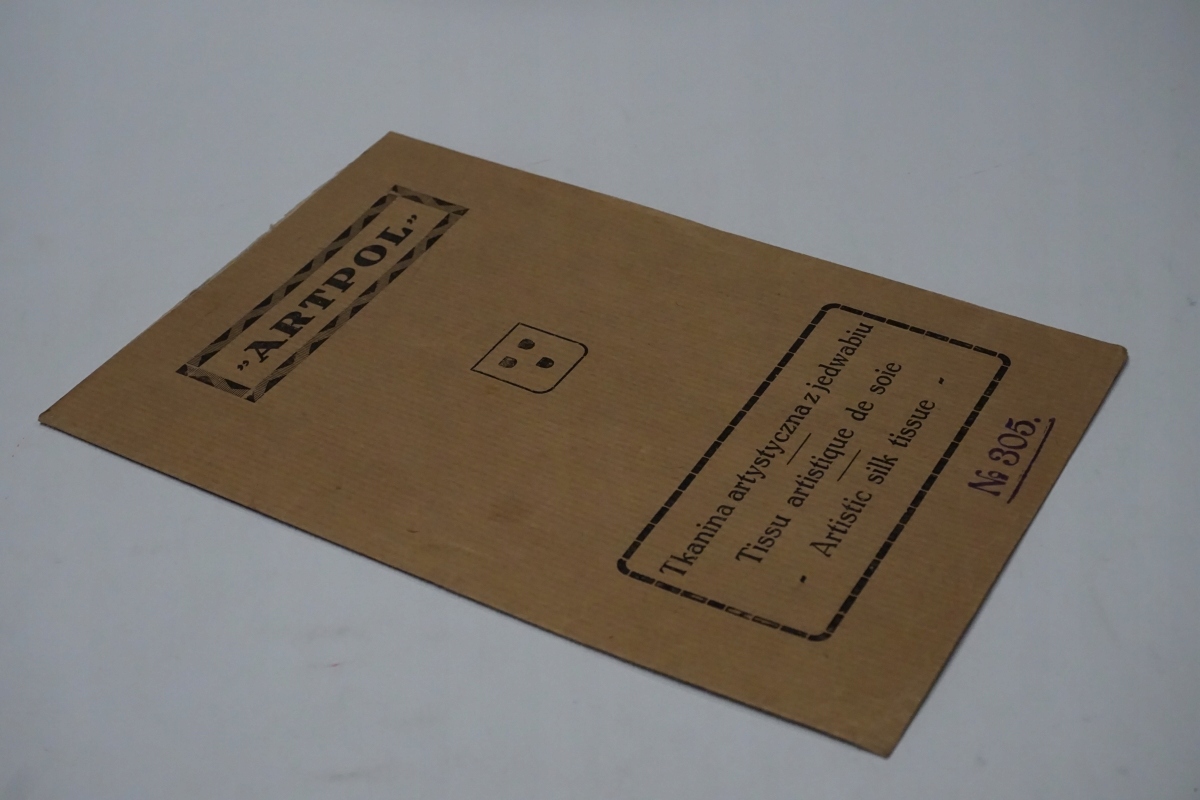 "ARTPOL"
Tkanina artystyczna z jedwabiu
Tissu artistique de soie
- Artistic silk tissue -
№ 305.